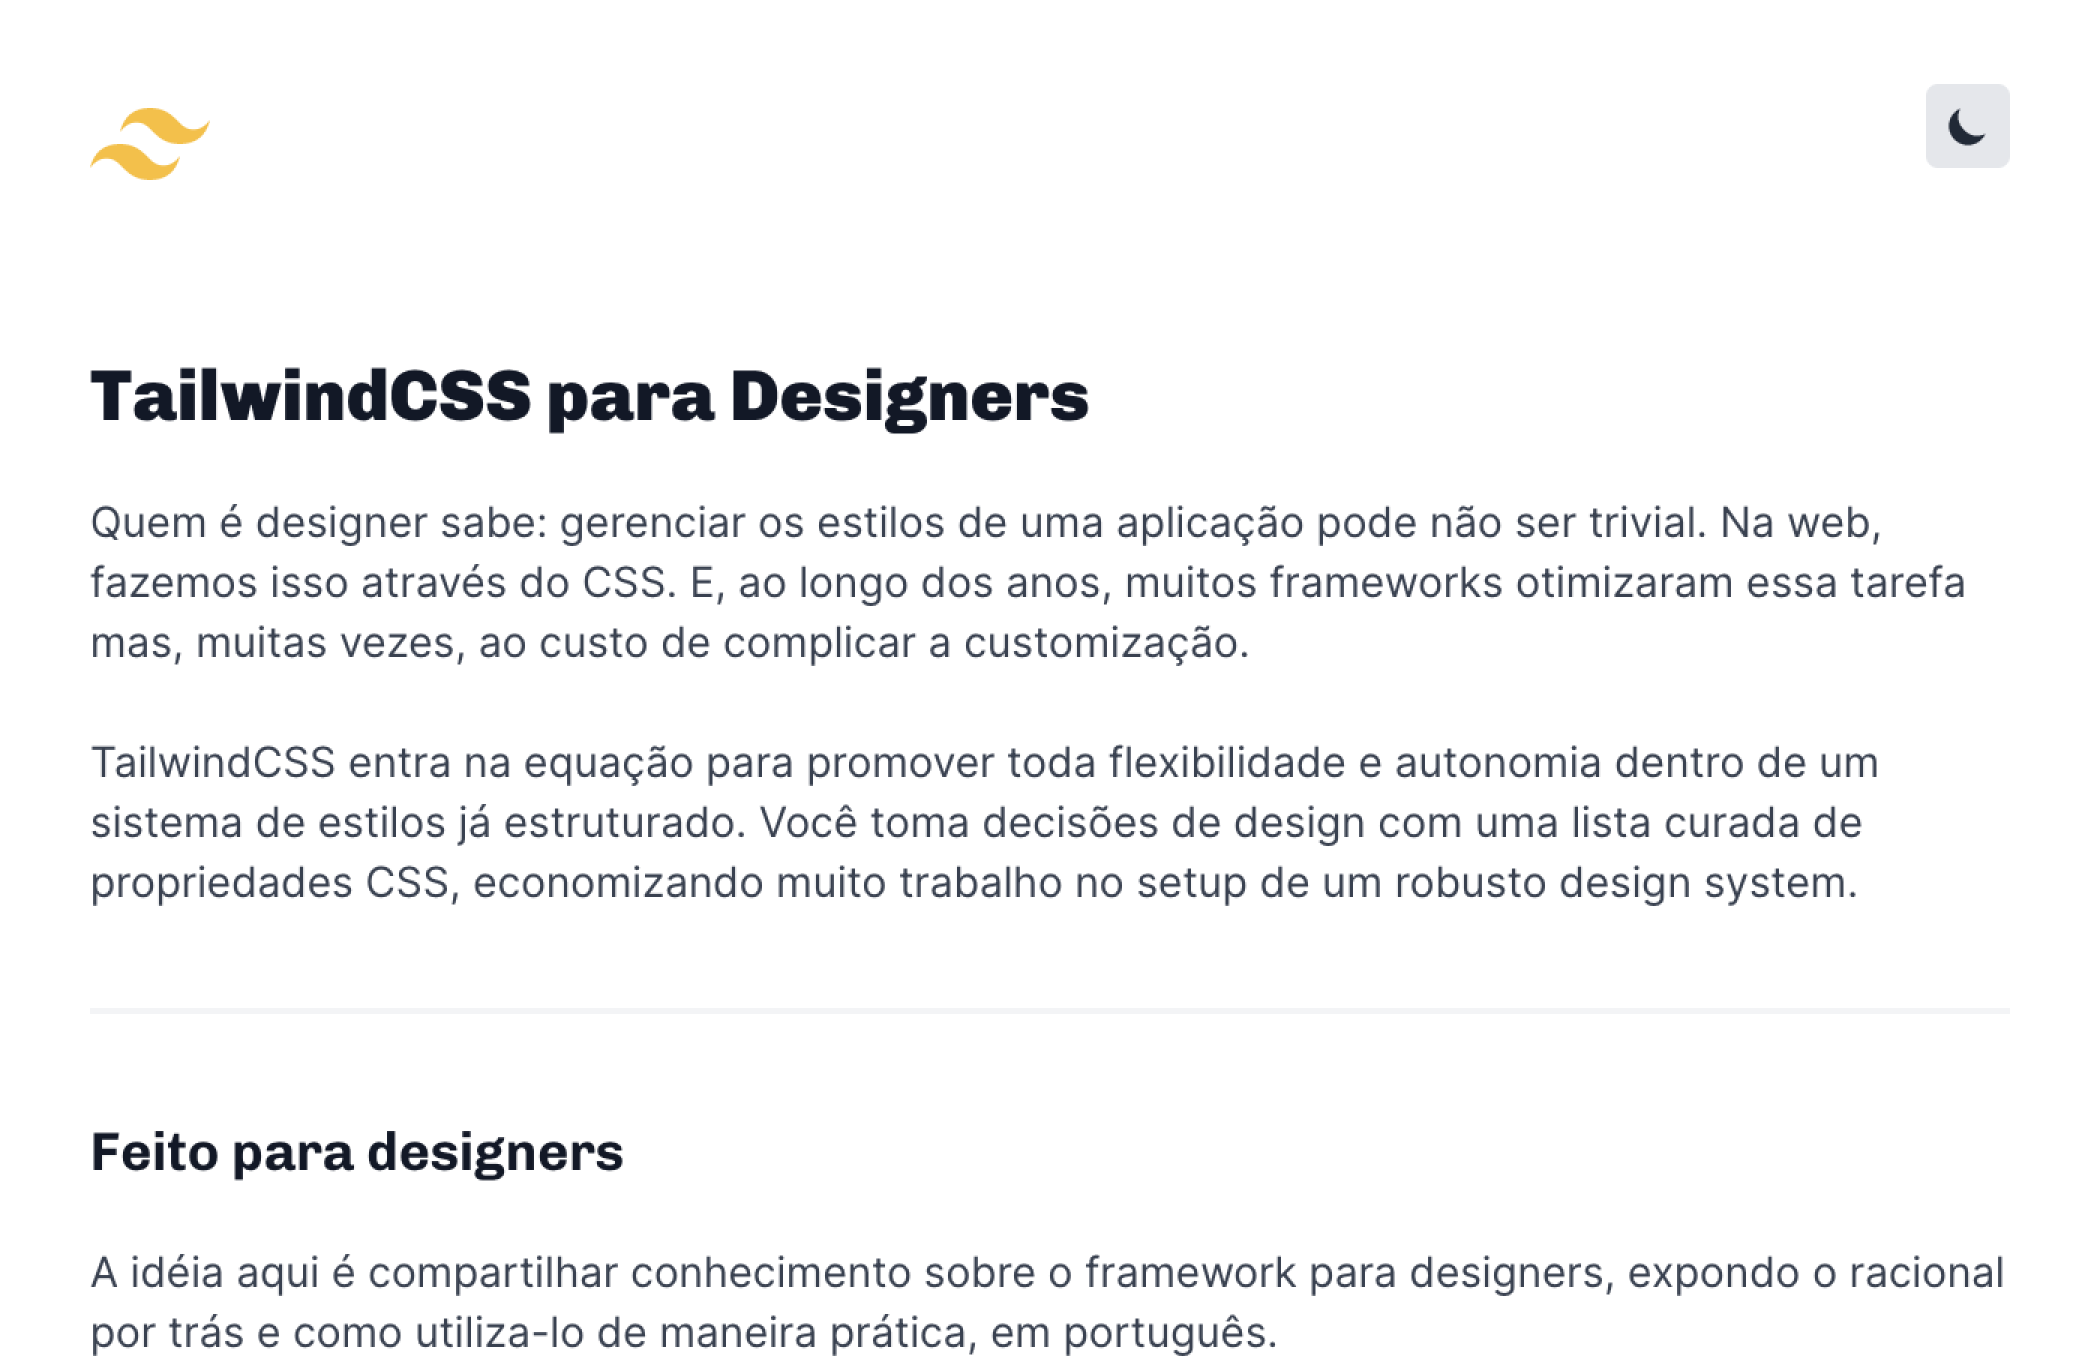 TailwindCSS para Designers
Quem é designer sabe: gerenciar os estilos de uma aplicação pode não ser trivial. Na web,
fazemos isso através do CSS. E, ao longo dos anos, muitos frameworks otimizaram essa tarefa
mas, muitas vezes, ao custo de complicar a customização.
TailwindCSS entra na equação para promover toda flexibilidade e autonomia dentro de um
sistema de estilos já estruturado. Você toma decisões de design com uma lista curada de
propriedades CSS, economizando muito trabalho no setup de um robusto design system.
Feito para designers
A idéia aqui é compartilhar conhecimento sobre o framework para designers, expondo o racional
por trás e como utiliza-lo de maneira prática, em português.